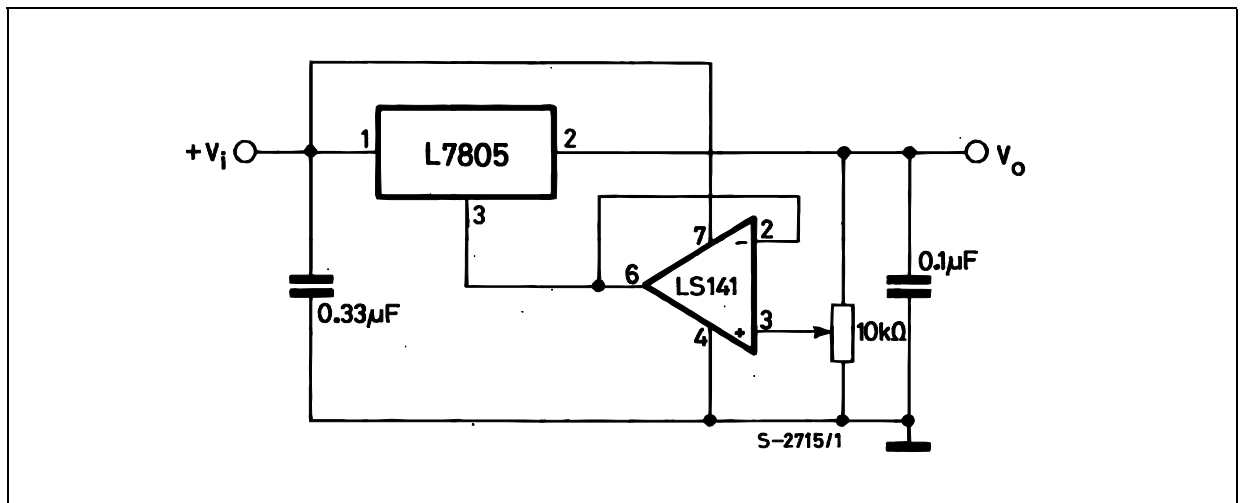 +Vi
1
L7805
2
Vo
3
7
2
-
6
LS141
0.1µF
0.33µF
4
+
3
10kΩ
S-2715/1